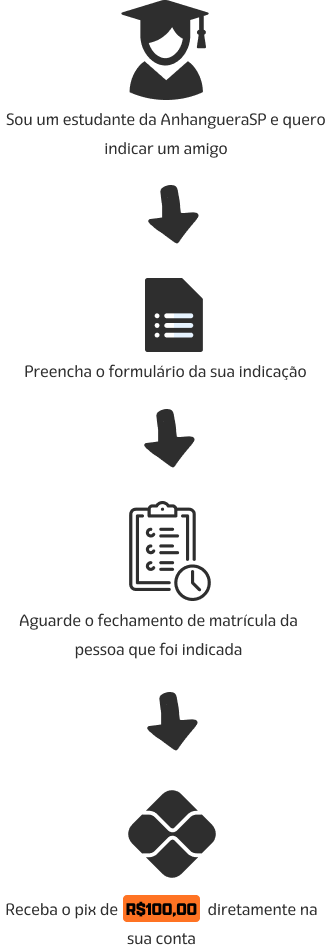 Sou um estudante da AnhangueraSP e quero
indicar um amigo
Preencha o formulário da sua indicação
Aguarde o fechamento de matrícula da
pessoa que foi indicada
Receba o pix de R$100,00 diretamente na
sua conta